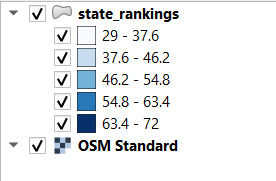 state_rankings
29 - 37.6
37.6 - 46.2
46.2 - 54.8
54.8 - 63.4
63.4 - 72
OSM Standard